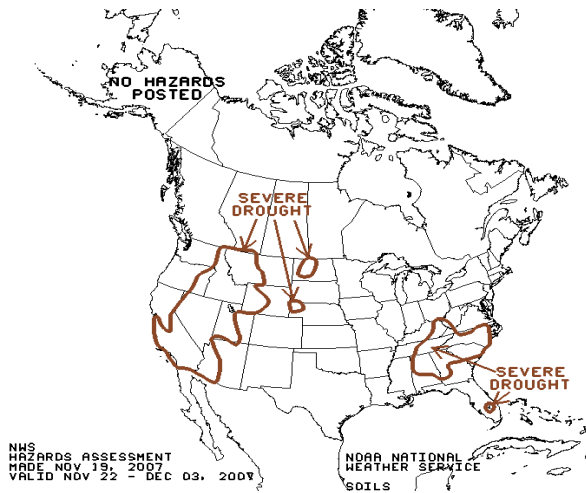 NO HAZARDS
POSTED
SEVERE
DROUGHT
SEVERE
DROUGHT
NWS
HAZARDS ASSESSMENT
MADE NOV 19, 2007
VALID NOV 22 - DEC 03, 2007
NOAA NATIONAL
WEATHER SERVICE
SOILS